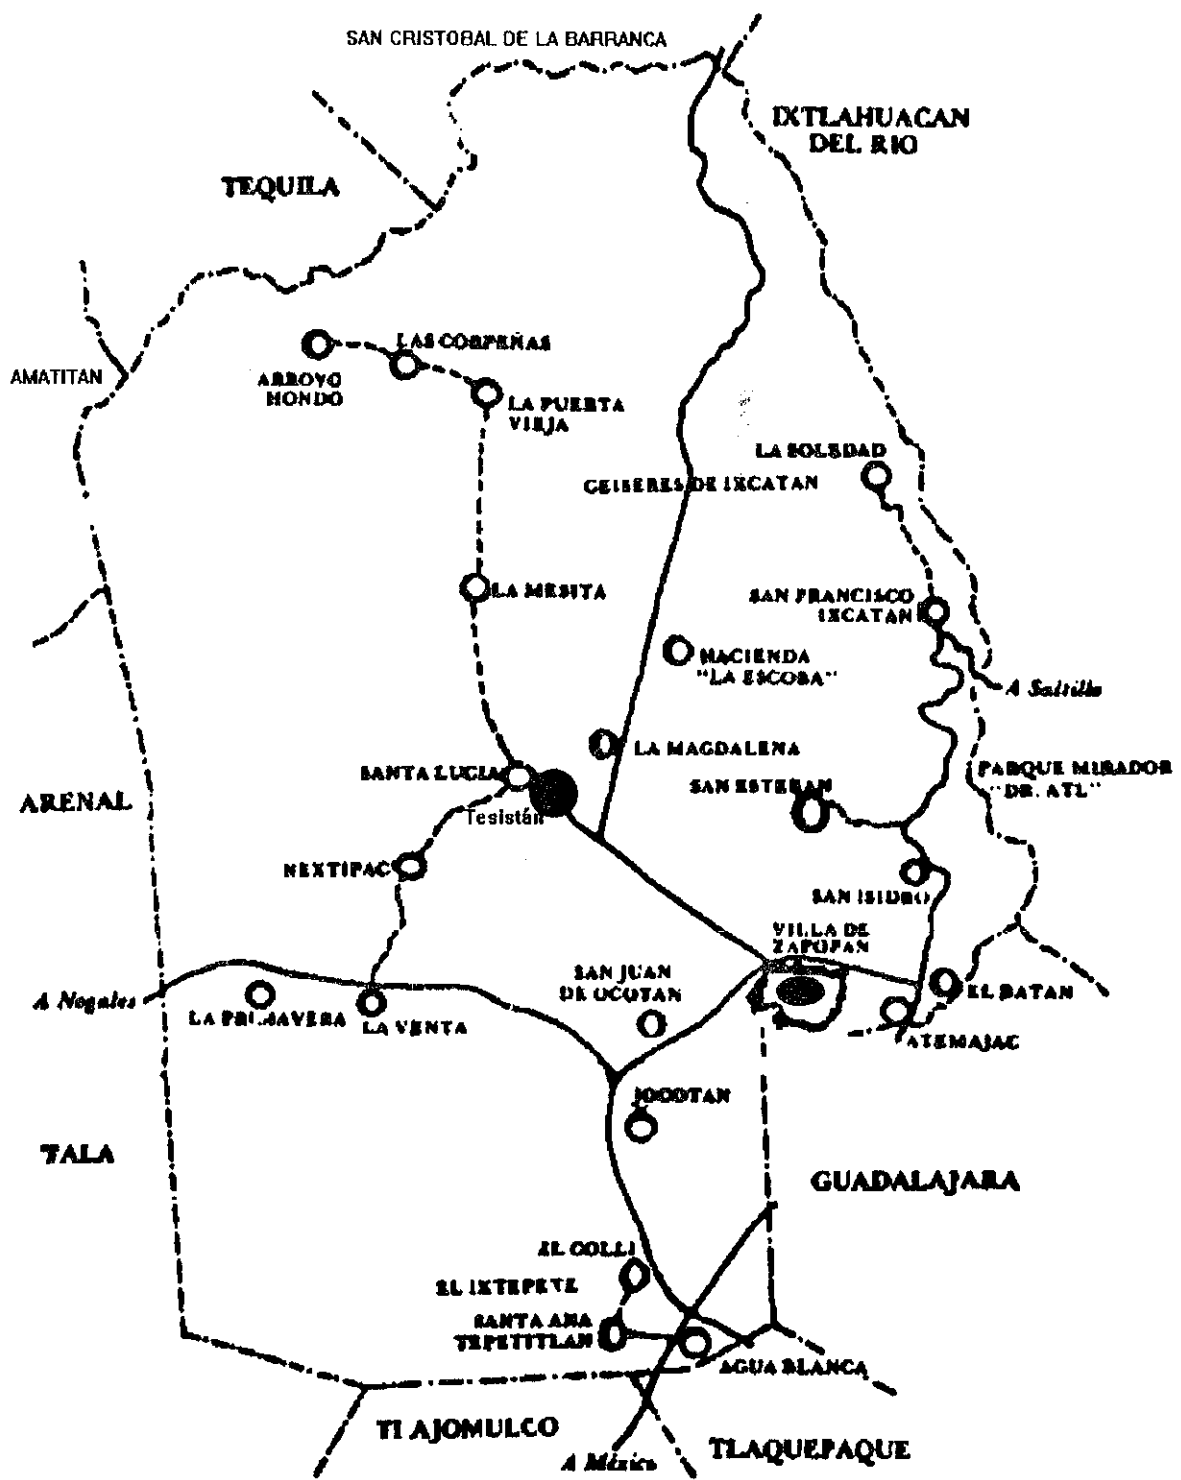 SAN CRISTOBAL DE LA BARRANCA
IXTLAHUACAN
DEL RIO
TEQUILA
AMATITAN
LAS COMPEÑAS
ARROYO
HONDO
LA PUERTA
VIEJA
LA SOLEDAD
GEISERES DE IXCATAN
LA MESITA
SAN FRANCISCO
IXCATAN
HACIENDA
"LA ESCOBA"
A Saltillo
LA MAGDALENA
SANTA LUCIA
SAN ESTEBAN
PARQUE MIRADOR
"DR. ATL"
ARENAL
Tesistán
NEXTIPAC
SAN ISIDRO
VILLA DE
ZAPOPAN
SAN JUAN
DE OCOTAN
A Nogales
LA PRIMAVERA
LA VENTA
EL BATAN
ATEMAJAC
JOCOTAN
TALA
GUADALAJARA
EL COLLI
EL IXTEPETE
SANTA ANA
TEPETITLAN
AGUA BLANCA
TLAJOMULCO
A México
TLAQUEPAQUE